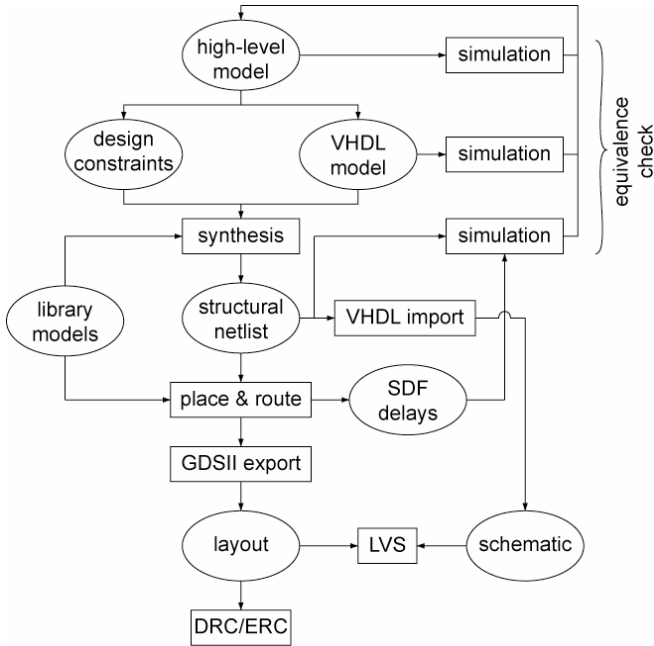 high-level
model
simulation
design
constraints
VHDL
model
simulation
equivalence
check
synthesis
simulation
library
models
structural
netlist
VHDL import
place & route
SDF
delays
GDSII export
layout
LVS
schematic
DRC/ERC